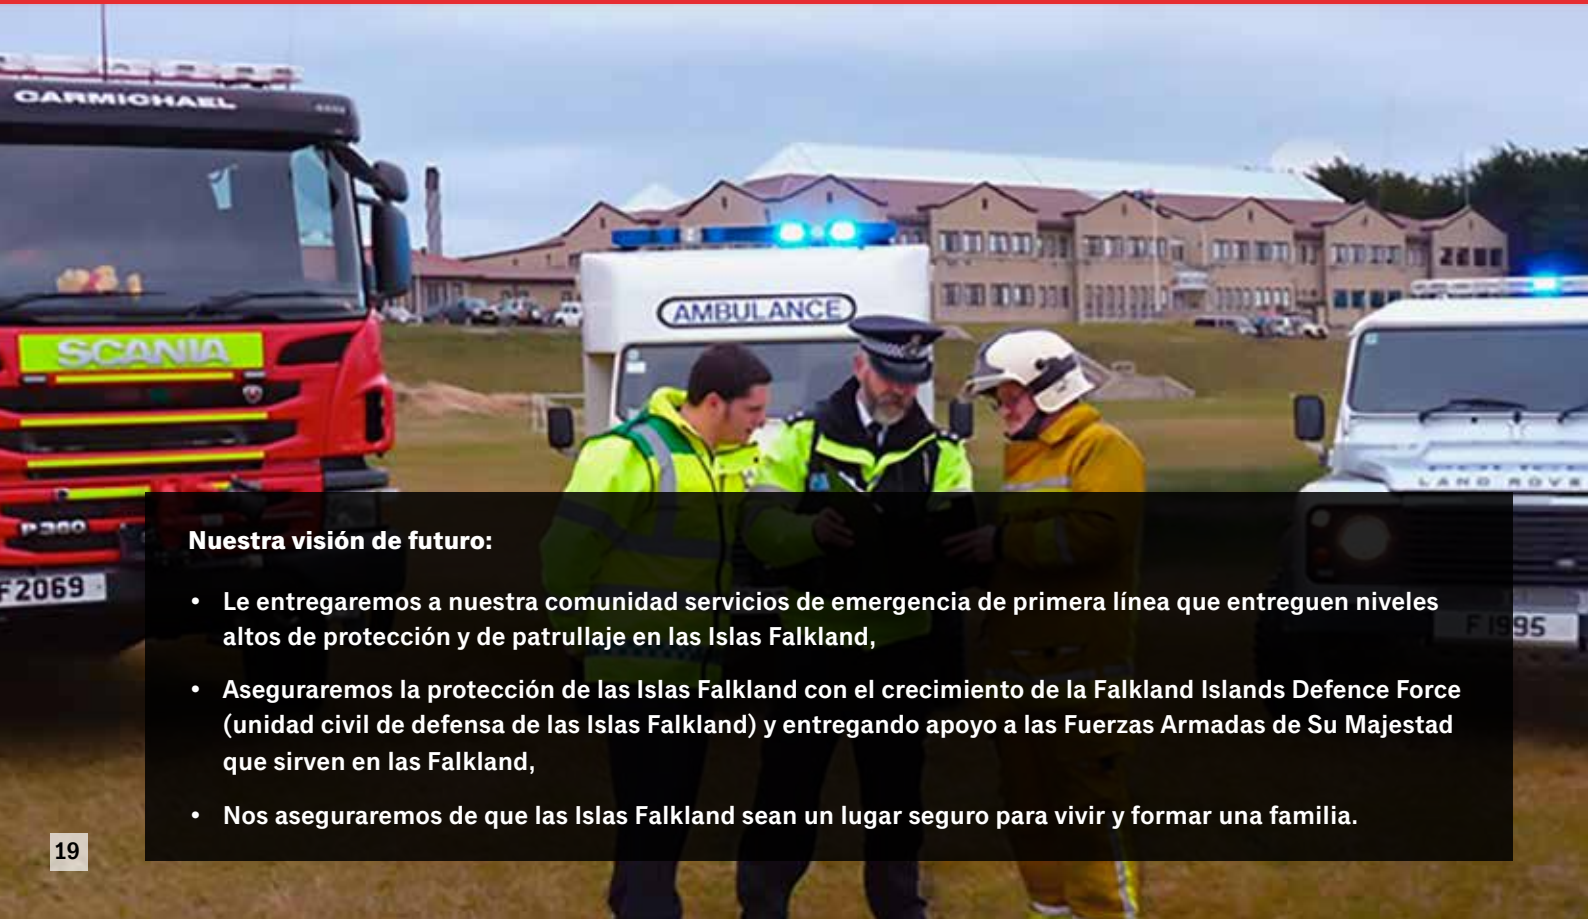 CARMICHAEL
SCANIA
AMBULANCE
LAND ROVE
P360
F2069
F1995
Nuestra visión de futuro:
• Le entregaremos a nuestra comunidad servicios de emergencia de primera línea que entreguen niveles
altos de protección y de patrullaje en las Islas Falkland,
• Aseguraremos la protección de las Islas Falkland con el crecimiento de la Falkland Islands Defence Force
(unidad civil de defensa de las Islas Falkland) y entregando apoyo a las Fuerzas Armadas de Su Majestad
que sirven en las Falkland,
• Nos aseguraremos de que las Islas Falkland sean un lugar seguro para vivir y formar una familia.
19